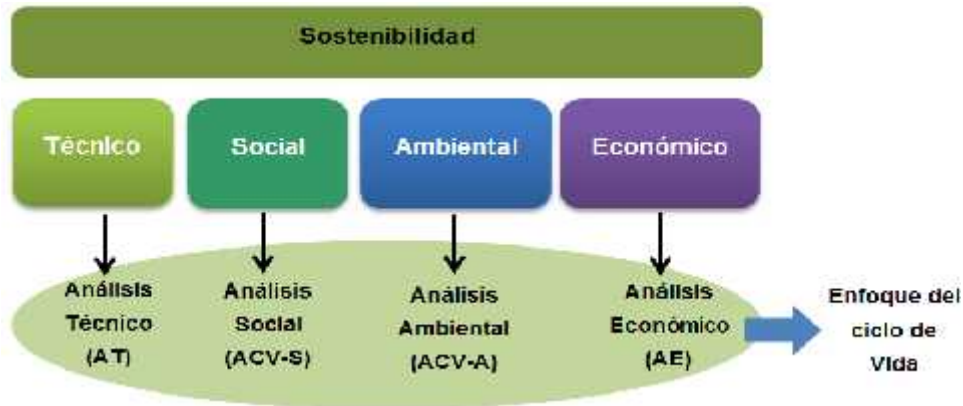 Sostenibilidad
Técnico
Social
Ambiental
Económico
Análisis
Técnico
(AT)
Análisis
Social
(ACV-S)
Análisis
Ambiental
(ACV-A)
Análisis
Económico
(AE)
Enfoque del
ciclo de
Vida